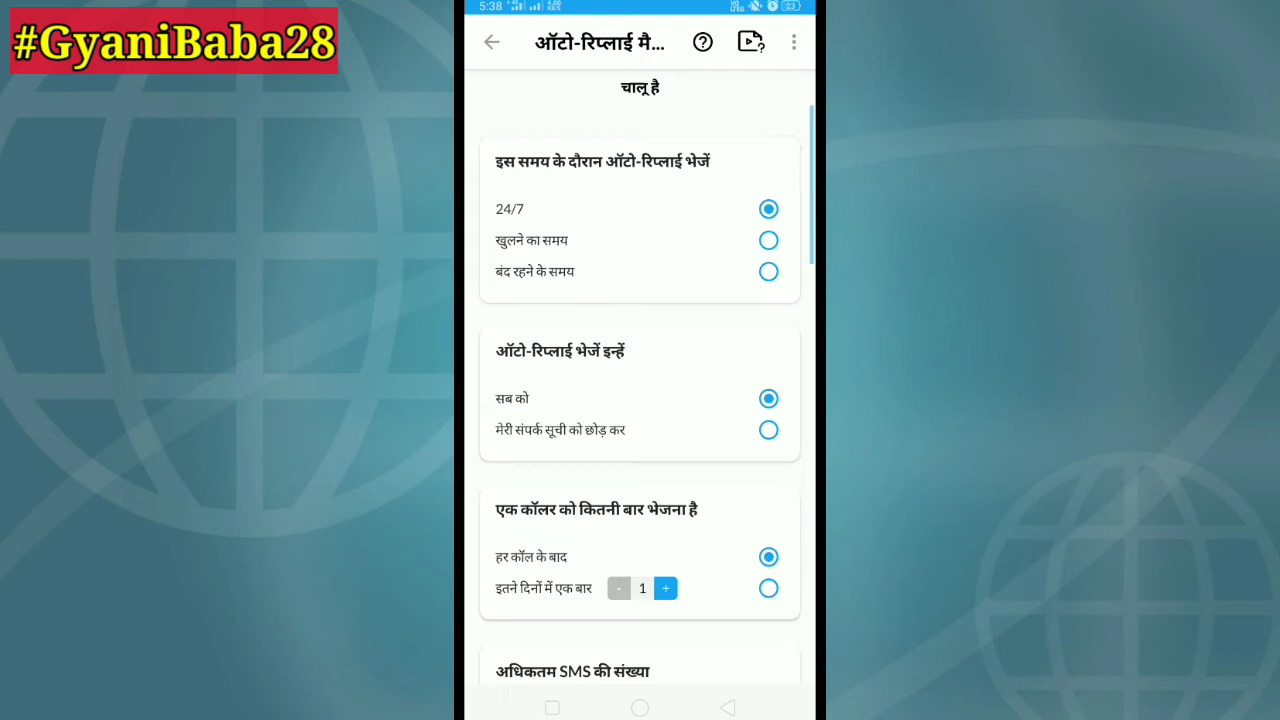 #GyaniBaba28
5:38
23
ऑटो-रिप्लाई मै...
चालू है
इस समय के दौरान ऑटो-रिप्लाई भेजें
24/7
खुलने का समय
बंद रहने के समय
ऑटो-रिप्लाई भेजें इन्हें
सब को
मेरी संपर्क सूची को छोड़ कर
एक कॉलर को कितनी बार भेजना है
हर कॉल के बाद
इतने दिनों में एक बार - 1 +
अधिकतम SMS की संख्या